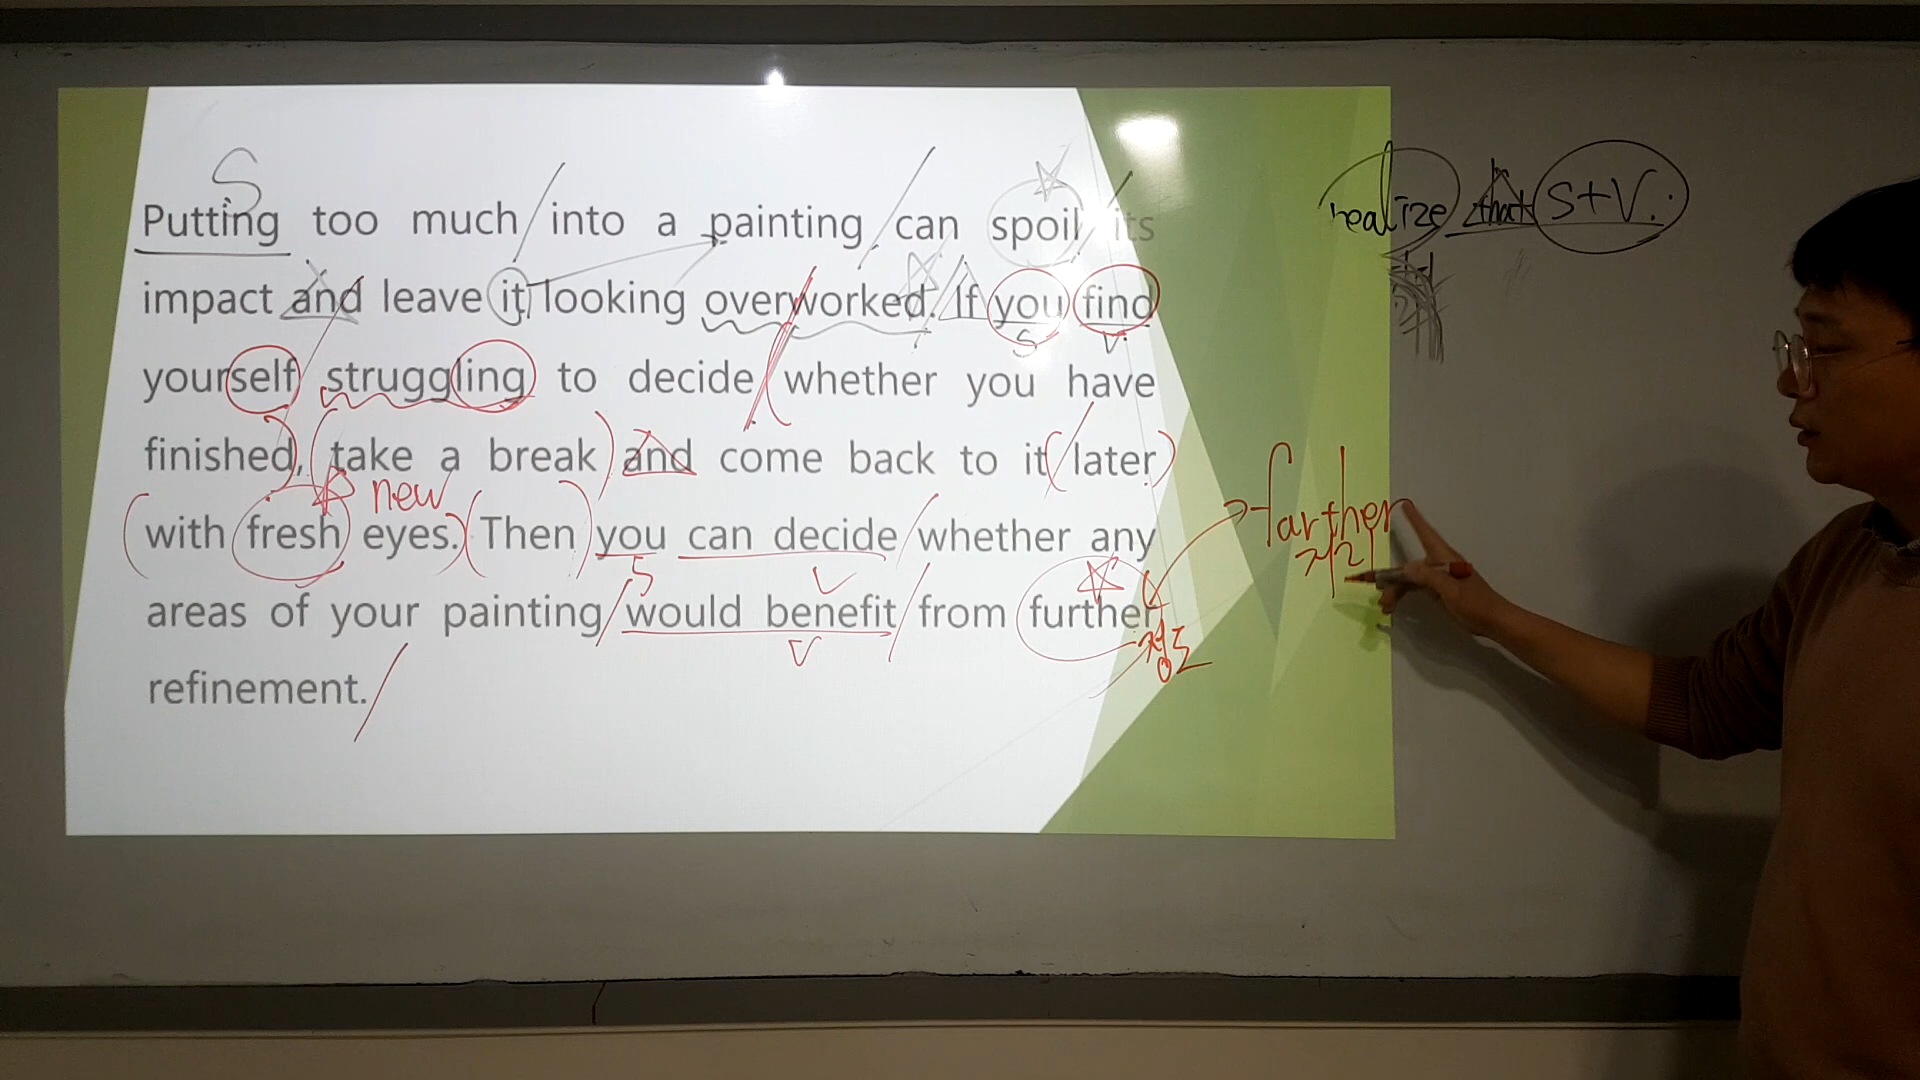 S
Putting too much into a painting can spoil its
impact and leave it looking overworked. If you find
S V
yourself struggling to decide whether you have
finished, take a break and come back to it later
new
with fresh eyes. Then you can decide whether any
S V
areas of your painting would benefit from further
V 정도
refinement.
realize that S+V.
farther
거리